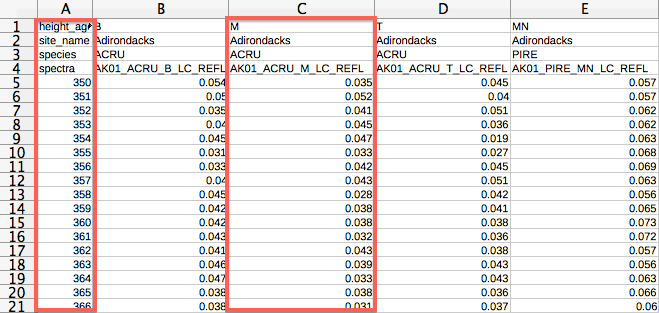 A B C D E
1 height_ag B M T MN
2 site_name Adirondacks Adirondacks Adirondacks Adirondacks
3 species ACRU ACRU ACRU PIRE
4 spectra AK01_ACRU_B_LC_REFL AK01_ACRU_M_LC_REFL AK01_ACRU_T_LC_REFL AK01_PIRE_MN_LC_REFL
5 350 0.054 0.035 0.045 0.057
6 351 0.05 0.052 0.04 0.057
7 352 0.035 0.041 0.051 0.062
8 353 0.04 0.045 0.036 0.062
9 354 0.045 0.047 0.019 0.063
10 355 0.031 0.033 0.027 0.068
11 356 0.033 0.042 0.045 0.069
12 357 0.04 0.043 0.051 0.063
13 358 0.045 0.028 0.042 0.056
14 359 0.042 0.038 0.041 0.065
15 360 0.042 0.038 0.038 0.073
16 361 0.043 0.032 0.036 0.072
17 362 0.041 0.043 0.038 0.057
18 363 0.046 0.039 0.043 0.056
19 364 0.047 0.033 0.043 0.063
20 365 0.038 0.038 0.036 0.066
21 366 0.038 0.031 0.037 0.06